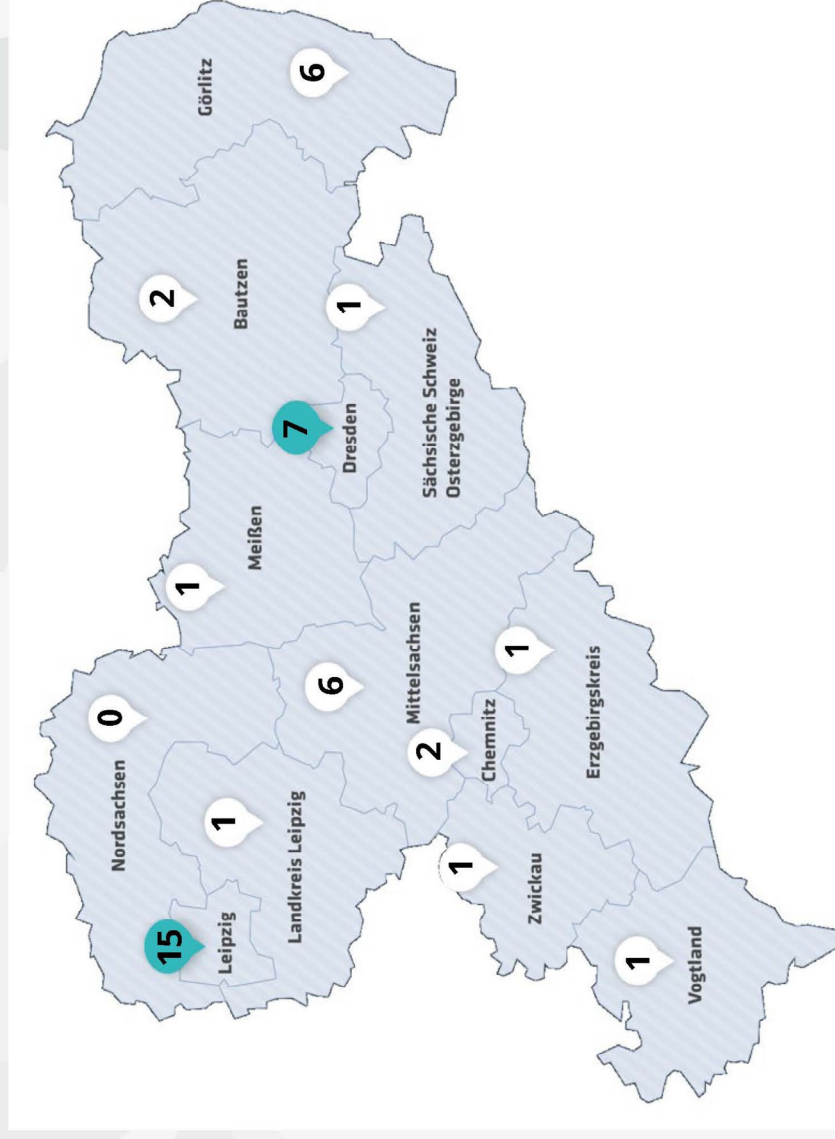 0
Nordsachsen
15
Leipzig
1
Landkreis Leipzig
1
Meißen
2
Bautzen
Görlitz
6
7
Dresden
1
Sächsische Schweiz
Osterzgebirge
6
Mittelsachsen
2
Chemnitz
1
Erzgebirgskreis
1
Zwickau
1
Vogtland